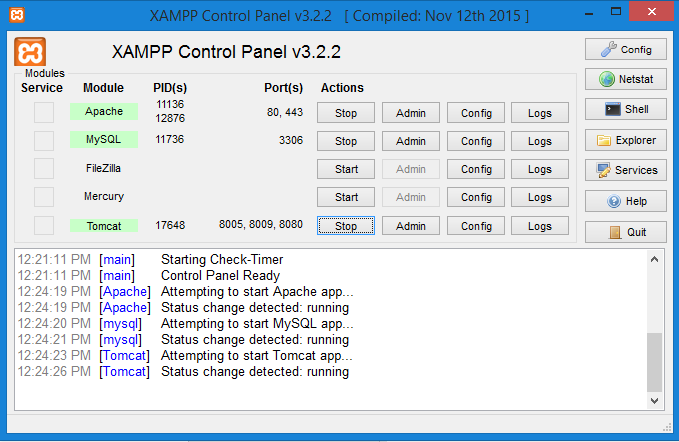 XAMPP Control Panel v3.2.2 [ Compiled: Nov 12th 2015 ]
XAMPP Control Panel v3.2.2
Config
Modules
Service Module PID(s) Port(s) Actions
Netstat
Apache 11136 12876 80, 443 Stop Admin Config Logs
Shell
MySQL 11736 3306 Stop Admin Config Logs
Explorer
FileZilla Start Admin Config Logs
Services
Mercury Start Admin Config Logs
Help
Tomcat 17648 8005, 8009, 8080 Stop Admin Config Logs
Quit
12:21:11 PM [main] Starting Check-Timer
12:21:11 PM [main] Control Panel Ready
12:24:19 PM [Apache] Attempting to start Apache app...
12:24:19 PM [Apache] Status change detected: running
12:24:20 PM [mysql] Attempting to start MySQL app...
12:24:21 PM [mysql] Status change detected: running
12:24:23 PM [Tomcat] Attempting to start Tomcat app...
12:24:26 PM [Tomcat] Status change detected: running